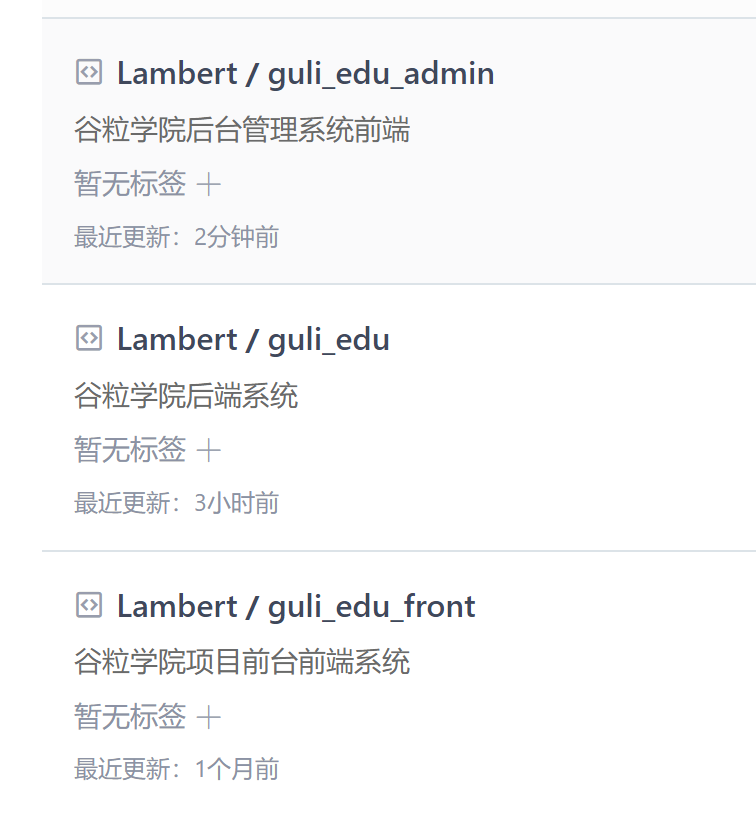 Lambert / guli_edu_admin
谷粒学院后台管理系统前端
暂无标签
最近更新：2分钟前
Lambert / guli_edu
谷粒学院后端系统
暂无标签
最近更新：3小时前
Lambert / guli_edu_front
谷粒学院项目前台前端系统
暂无标签
最近更新：1个月前